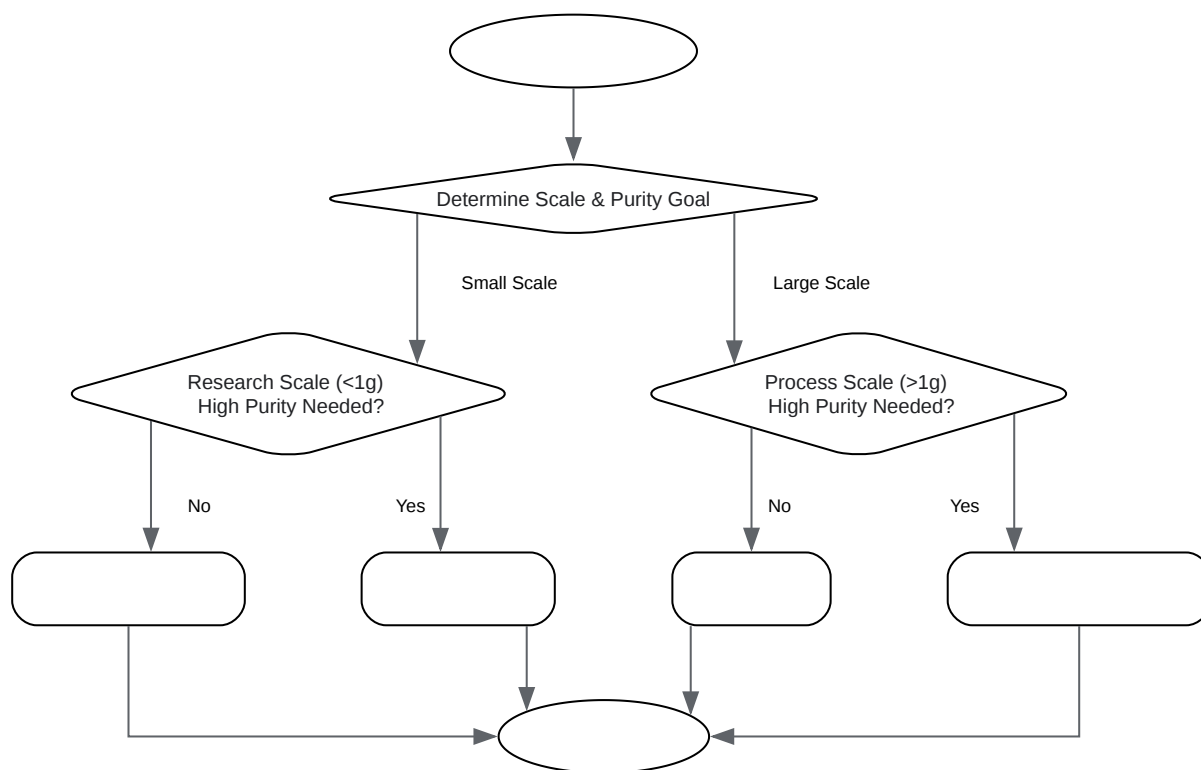 Determine Scale & Purity Goal
Small Scale
Large Scale
Research Scale (<1g)
High Purity Needed?
Process Scale (>1g)
High Purity Needed?
No
Yes
No
Yes